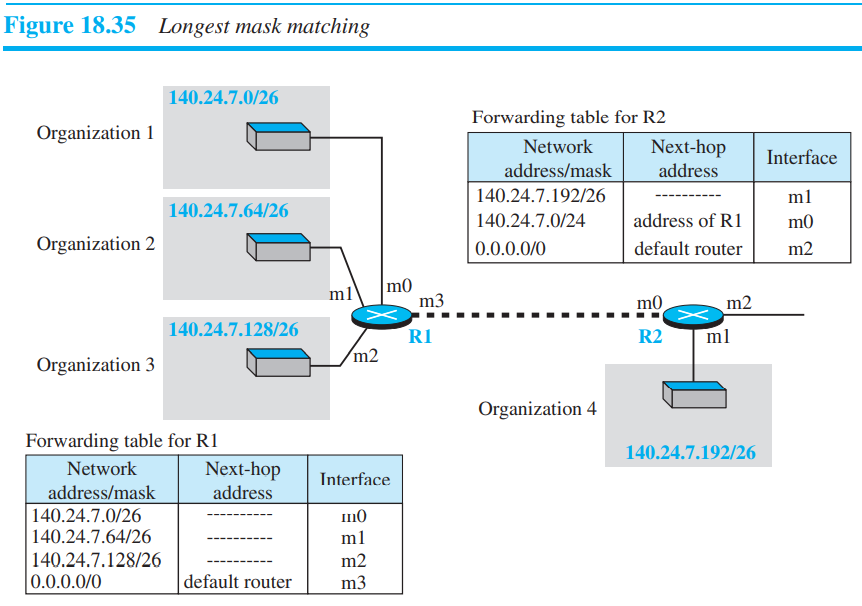 Figure 18.35 Longest mask matching
140.24.7.0/26
Organization 1
140.24.7.64/26
Organization 2
140.24.7.128/26
Organization 3
m0
m1
m2
m3
R1
Forwarding table for R2
Network address/mask
Next-hop address
Interface
140.24.7.192/26 ---------- m1
140.24.7.0/24 address of R1 m0
0.0.0.0/0 default router m2
m0
m2
R2
m1
Organization 4
140.24.7.192/26
Forwarding table for R1
Network address/mask
Next-hop address
Interface
140.24.7.0/26 ---------- m0
140.24.7.64/26 ---------- m1
140.24.7.128/26 ---------- m2
0.0.0.0/0 default router m3